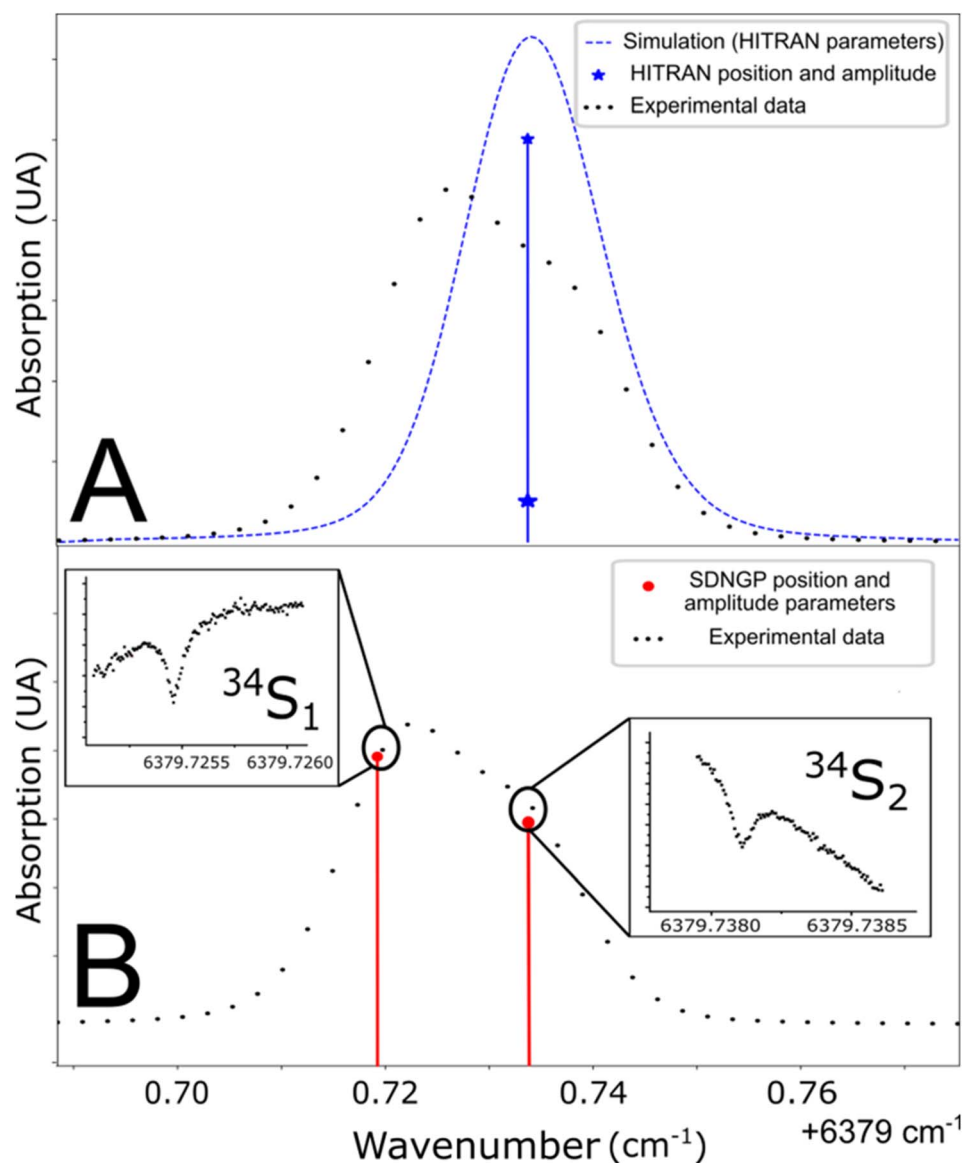 Simulation (HITRAN parameters)
HITRAN position and amplitude
Experimental data
Absorption (UA)
A
SDNGP position and
amplitude parameters
Experimental data
³⁴S₁
6379.7255 6379.7260
³⁴S₂
6379.7380 6379.7385
Absorption (UA)
B
0.70 0.72 0.74 0.76
+6379 cm⁻¹
Wavenumber (cm⁻¹)